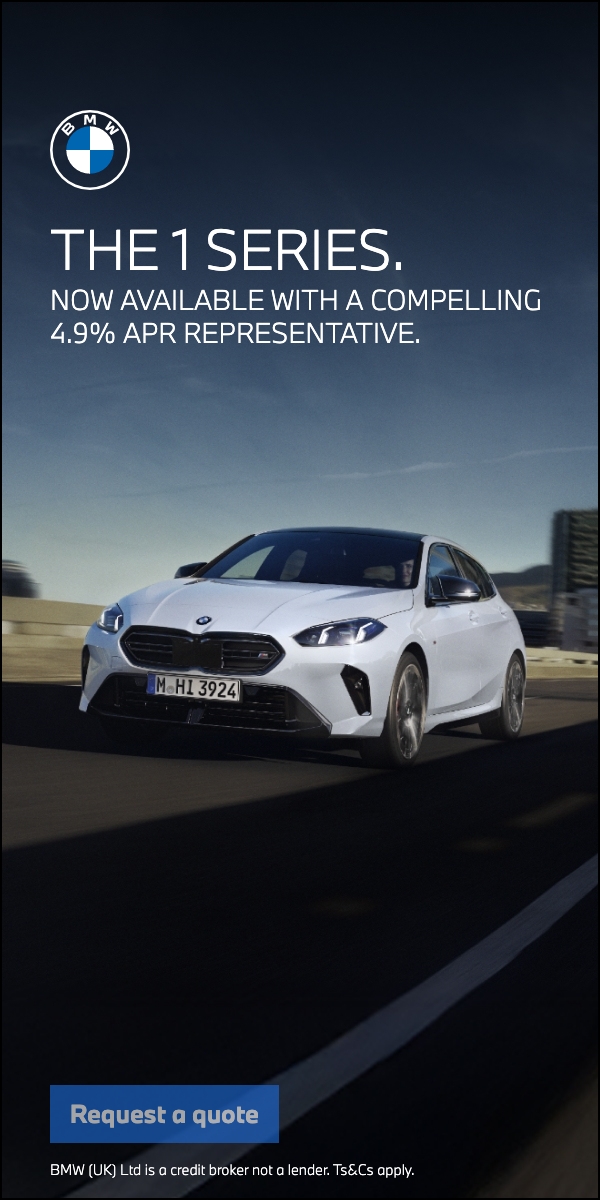 BMW
THE 1 SERIES.
NOW AVAILABLE WITH A COMPELLING
4.9% APR REPRESENTATIVE.
M HI 3924
Request a quote
BMW (UK) Ltd is a credit broker not a lender. Ts&Cs apply.